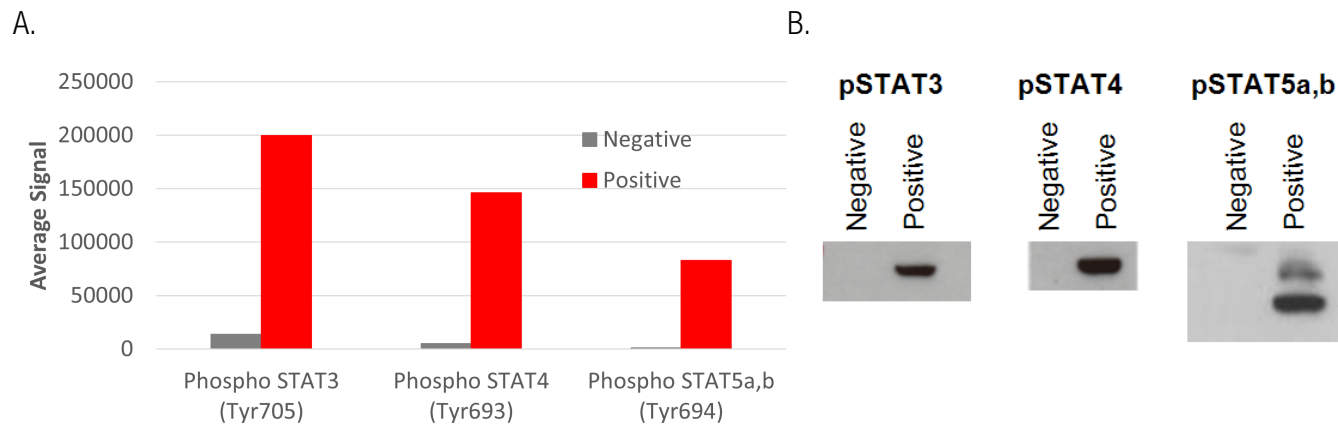 A.
250000
200000
150000
100000
50000
0
Average Signal
Negative
Positive
Phospho STAT3
(Tyr705)
Phospho STAT4
(Tyr693)
Phospho STAT5a,b
(Tyr694)
B.
pSTAT3
Negative
Positive
pSTAT4
Negative
Positive
pSTAT5a,b
Negative
Positive